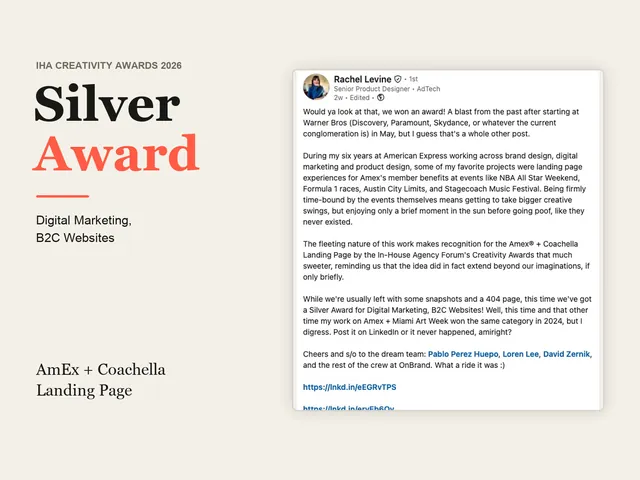 IHA CREATIVITY AWARDS 2026
Silver
Award
Digital Marketing,
B2C Websites
AmEx + Coachella
Landing Page
Rachel Levine • 1st
Senior Product Designer • AdTech
2w • Edited •
Would ya look at that, we won an award! A blast from the past after starting at
Warner Bros (Discovery, Paramount, Skydance, or whatever the current
conglomeration is) in May, but I guess that's a whole other post.
During my six years at American Express working across brand design, digital
marketing and product design, some of my favorite projects were landing page
experiences for Amex's member benefits at events like NBA All Star Weekend,
Formula 1 races, Austin City Limits, and Stagecoach Music Festival. Being firmly
time-bound by the events themselves means getting to take bigger creative
swings, but enjoying only a brief moment in the sun before going poof, like they
never existed.
The fleeting nature of this work makes recognition for the Amex® + Coachella
Landing Page by the In-House Agency Forum's Creativity Awards that much
sweeter, reminding us that the idea did in fact extend beyond our imaginations, if
only briefly.
While we're usually left with some snapshots and a 404 page, this time we've got
a Silver Award for Digital Marketing, B2C Websites! Well, this time and that other
time my work on Amex + Miami Art Week won the same category in 2024, but I
digress. Post it on LinkedIn or it never happened, amiright?
Cheers and s/o to the dream team: Pablo Perez Huepo, Loren Lee, David Zernik,
and the rest of the crew at OnBrand. What a ride it was :)
https://lnkd.in/eEGRvTPS